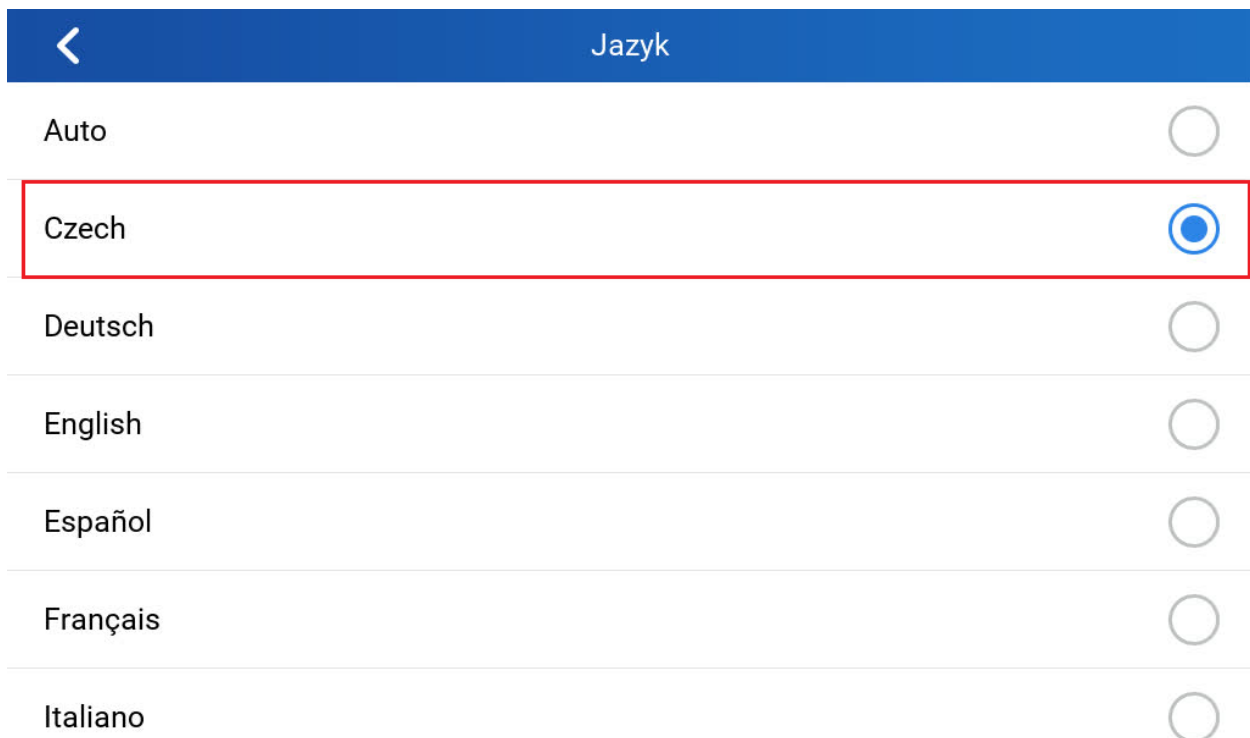 Jazyk
Auto
Czech
Deutsch
English
Español
Français
Italiano